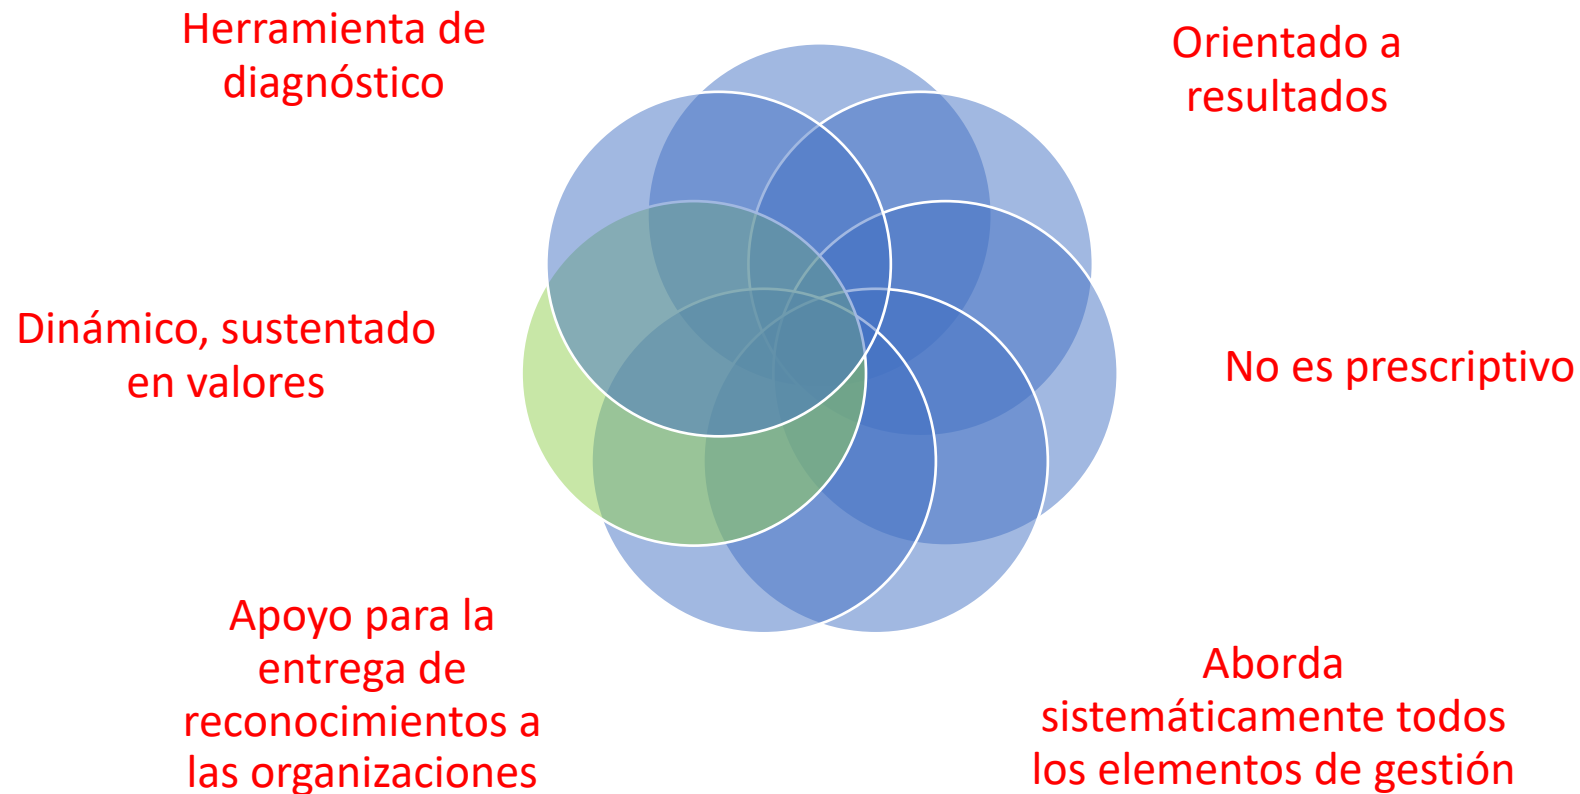 Herramienta de
diagnóstico
Orientado a
resultados
Dinámico, sustentado
en valores
No es prescriptivo
Apoyo para la
entrega de
reconocimientos a
las organizaciones
Aborda
sistemáticamente todos
los elementos de gestión